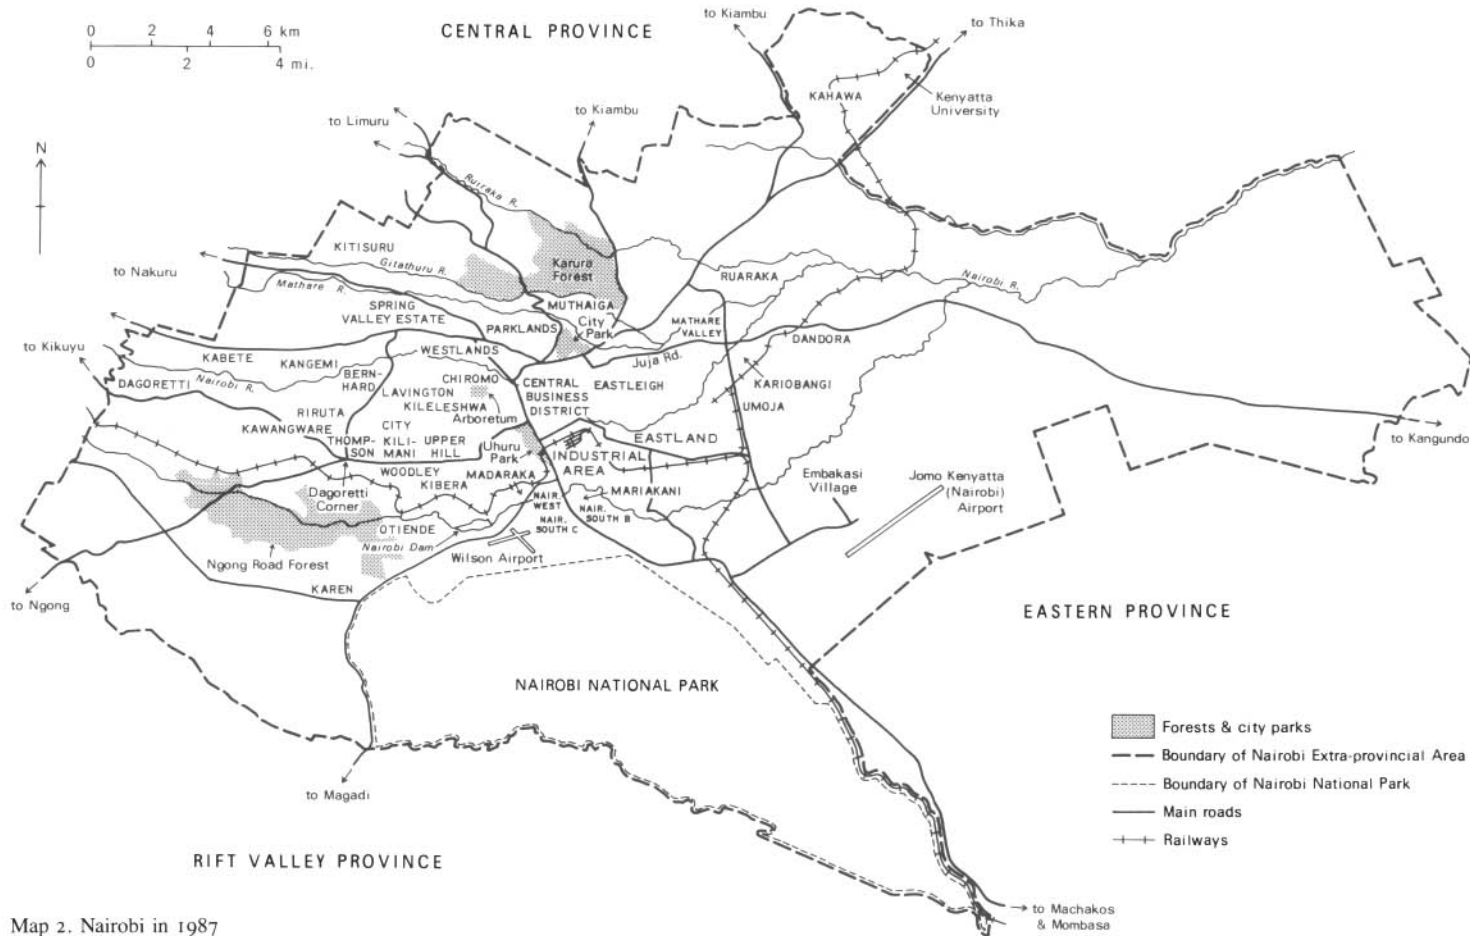 0 2 4 6 km
0 2 4 mi.
CENTRAL PROVINCE
to Kiambu
to Thika
KAHAWA
Kenyatta
University
to Limuru
to Kiambu
N
Ruiraka R.
KITISURU
Gitathuru R.
Karura
Forest
to Nakuru
Mathare R.
RUARAKA
Nairobi R.
SPRING
VALLEY ESTATE
MUTHAIGA
PARKLANDS
City
Park
MATHARE
VALLEY
DANDORA
to Kikuyu
KABETE
KANGEMI
WESTLANDS
Juja Rd.
DAGORETTI
Nairobi R.
BERN-
HARD
LAVINGTON
CHIROMO
KILELESHWA
Arboretum
CENTRAL
BUSINESS
DISTRICT
EASTLEIGH
KARIOBANGI
UMOJA
RIRUTA
KAWANGWARE
CITY
THOMP-
SON
KILI-
MANI
UPPER
HILL
Uhuru
Park
EASTLAND
to Kangundo
INDUSTRIAL
AREA
WOODLEY
KIBERA
MADARAKA
Embakasi
Village
Jomo Kenyatta
(Nairobi)
Airport
Dagoretti
Corner
NAIR.
WEST
MARIAKANI
NAIR.
SOUTH B
NAIR.
SOUTH C
OTIENDE
Nairobi Dam
Wilson Airport
Ngong Road Forest
KAREN
to Ngong
EASTERN PROVINCE
NAIROBI NATIONAL PARK
to Magadi
RIFT VALLEY PROVINCE
Forests & city parks
Boundary of Nairobi Extra-provincial Area
Boundary of Nairobi National Park
Main roads
Railways
to Machakos
& Mombasa
Map 2. Nairobi in 1987